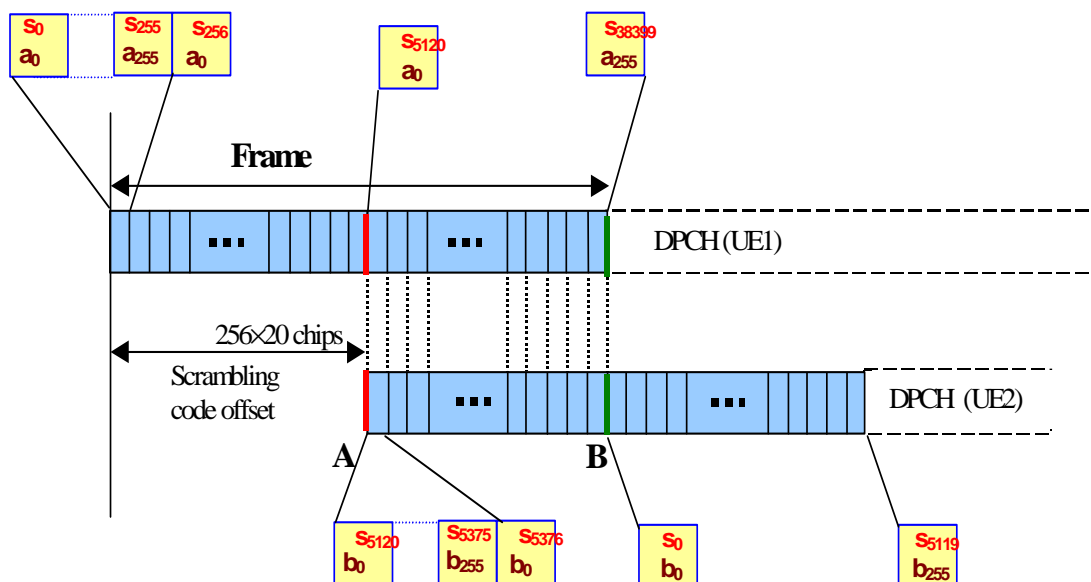 s0 s255 s256 s5120 s38399
a0 a255 a0 a0 a255
Frame
... ...
DPCH (UE1)
256×20 chips
Scrambling
code offset
... ...
DPCH (UE2)
A B
s5120 s5375 s5376 s0 s5119
b0 b255 b0 b0 b255